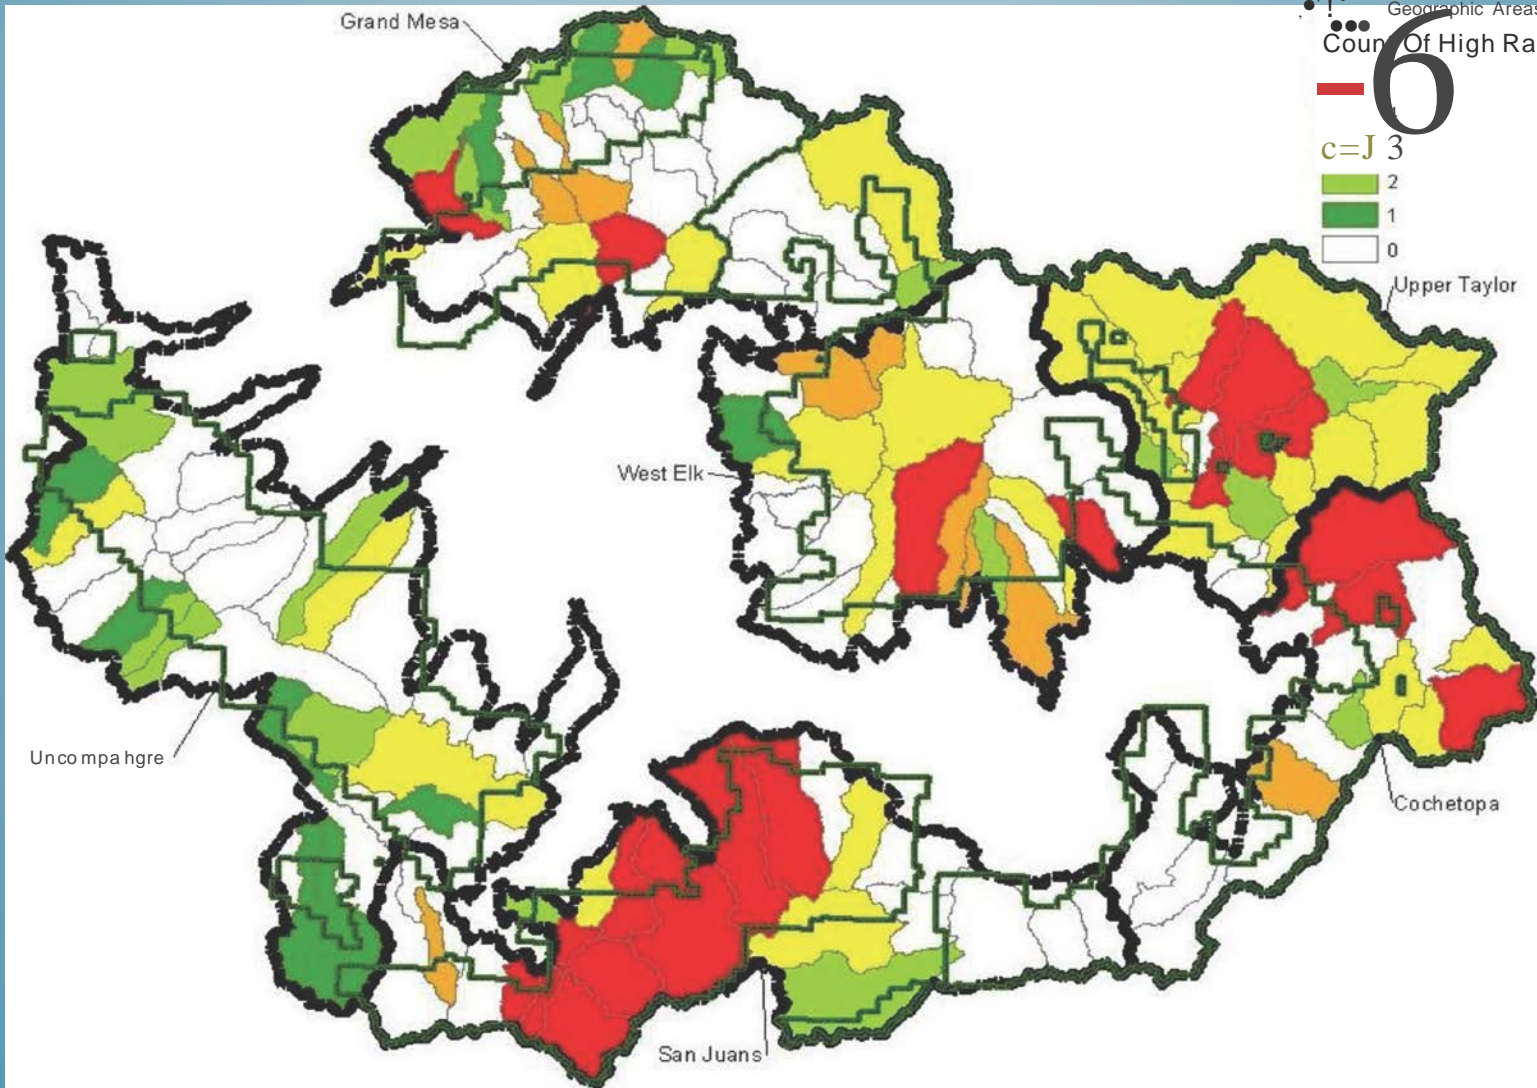 Geographic Areas
Count Of High Ra
6
c=J 3
2
1
0
Grand Mesa
Upper Taylor
West Elk
Uncompahgre
Cochetopa
San Juans